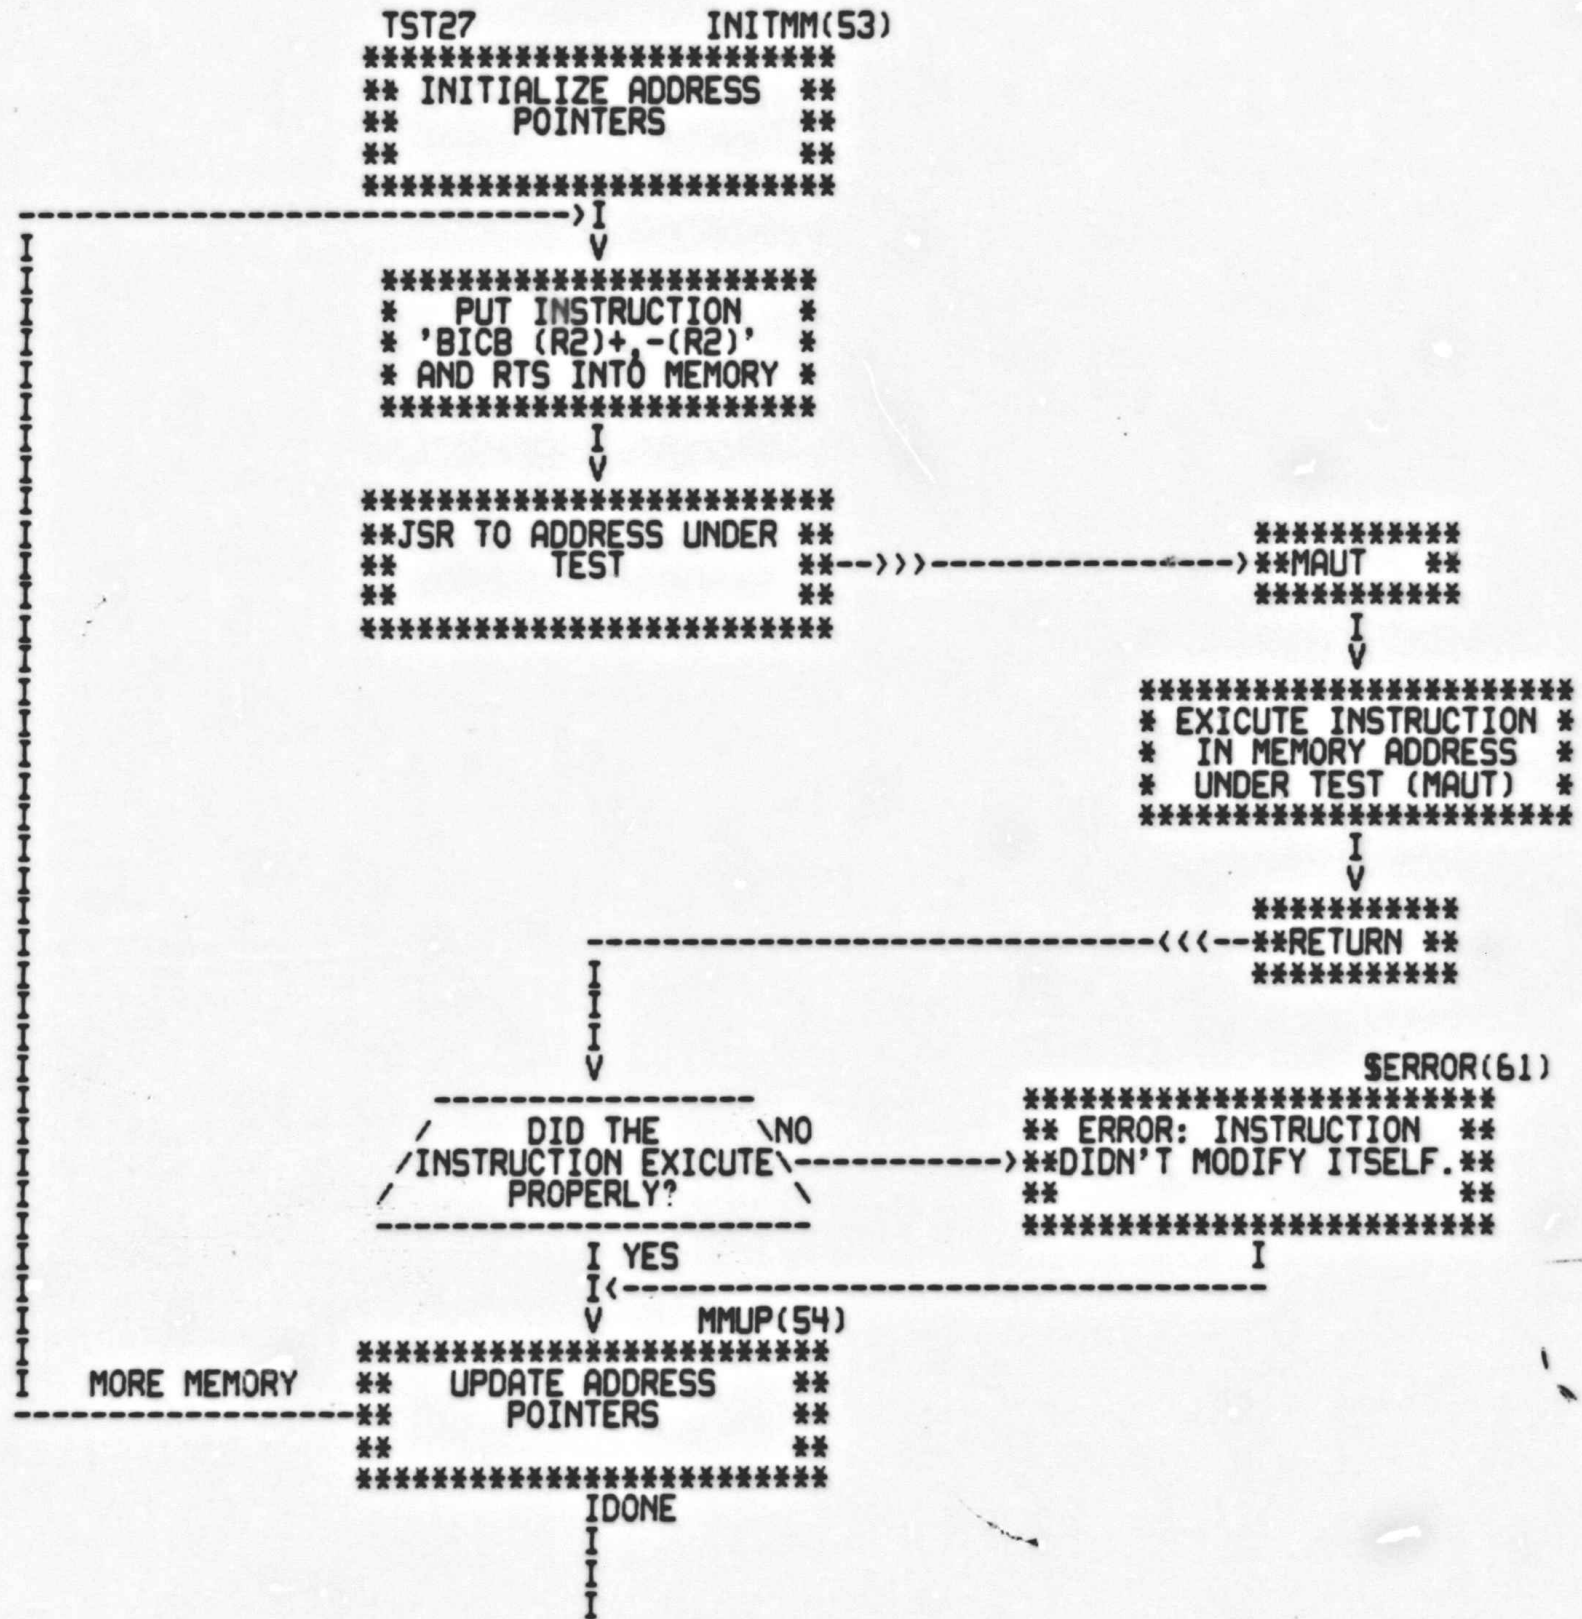 TST27 INITMM(53)
INITIALIZE ADDRESS
POINTERS
PUT INSTRUCTION
'BICB (R2)+,-(R2)'
AND RTS INTO MEMORY
JSR TO ADDRESS UNDER
TEST
MAUT
EXICUTE INSTRUCTION
IN MEMORY ADDRESS
UNDER TEST (MAUT)
RETURN
$ERROR(61)
DID THE NO
INSTRUCTION EXICUTE
PROPERLY?
ERROR: INSTRUCTION
DIDN'T MODIFY ITSELF.
YES
MMUP(54)
MORE MEMORY
UPDATE ADDRESS
POINTERS
DONE